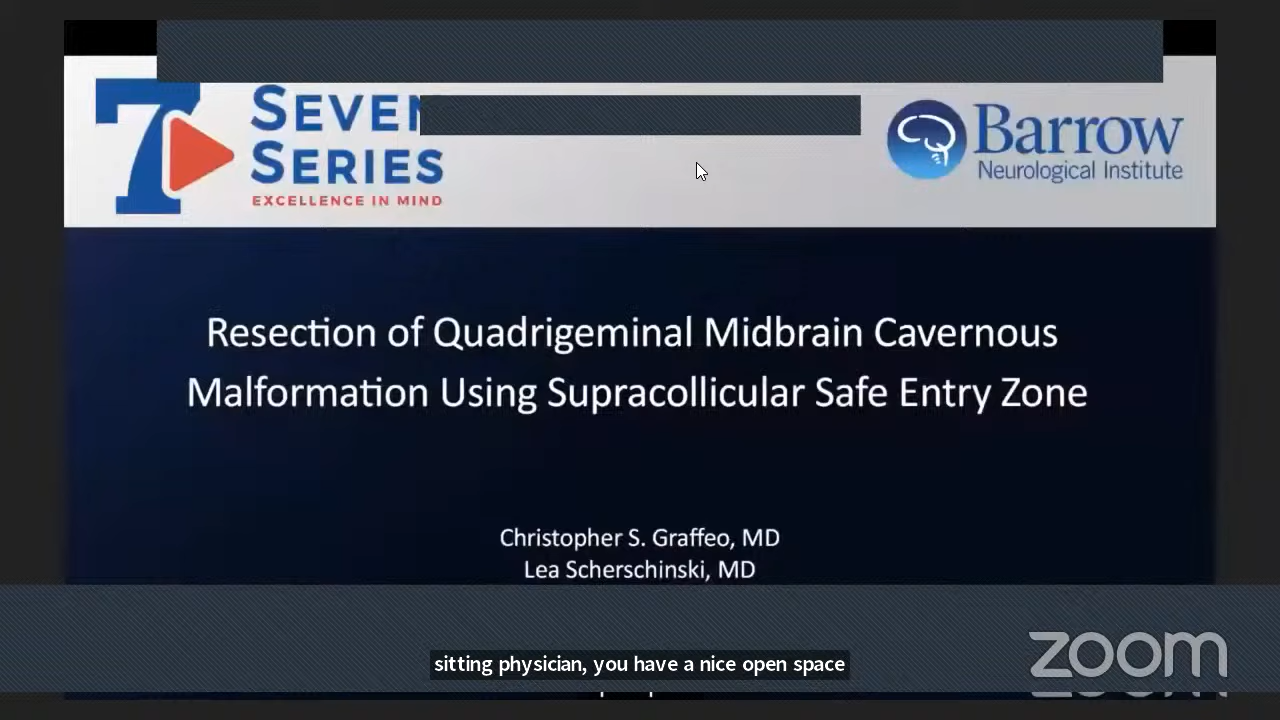 SEVEN
SERIES
EXCELLENCE IN MIND
Barrow
Neurological Institute
Resection of Quadrigeminal Midbrain Cavernous
Malformation Using Supracollicular Safe Entry Zone
Christopher S. Graffeo, MD
Lea Scherschinski, MD
sitting physician, you have a nice open space
zoom